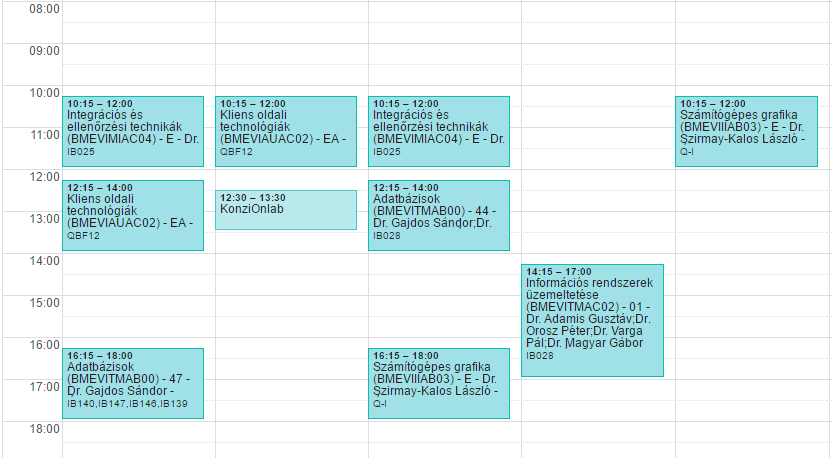 08:00
09:00
10:00
11:00
12:00
13:00
14:00
15:00
16:00
17:00
18:00
10:15 – 12:00
Integrációs és
ellenőrzési technikák
(BMEVIMIAC04) - E - Dr.
IB025
12:15 – 14:00
Kliens oldali
technológiák
(BMEVIAUAC02) - EA -
QBF12
16:15 – 18:00
Adatbázisok
(BMEVITMAB00) - 47 -
Dr. Gajdos Sándor -
IB140,IB147,IB146,IB139
10:15 – 12:00
Kliens oldali
technológiák
(BMEVIAUAC02) - EA -
QBF12
12:30 – 13:30
KonziOnlab
10:15 – 12:00
Integrációs és
ellenőrzési technikák
(BMEVIMIAC04) - E - Dr.
IB025
12:15 – 14:00
Adatbázisok
(BMEVITMAB00) - 44 -
Dr. Gajdos Sándor;Dr.
IB028
16:15 – 18:00
Számítógépes grafika
(BMEVIIIAB03) - E - Dr.
Szirmay-Kalos László -
Q-I
14:15 – 17:00
Információs rendszerek
üzemeltetése
(BMEVITMAC02) - 01 -
Dr. Adamis Gusztáv;Dr.
Orosz Péter;Dr. Varga
Pál;Dr. Magyar Gábor
IB028
10:15 – 12:00
Számítógépes grafika
(BMEVIIIAB03) - E - Dr.
Szirmay-Kalos László -
Q-I